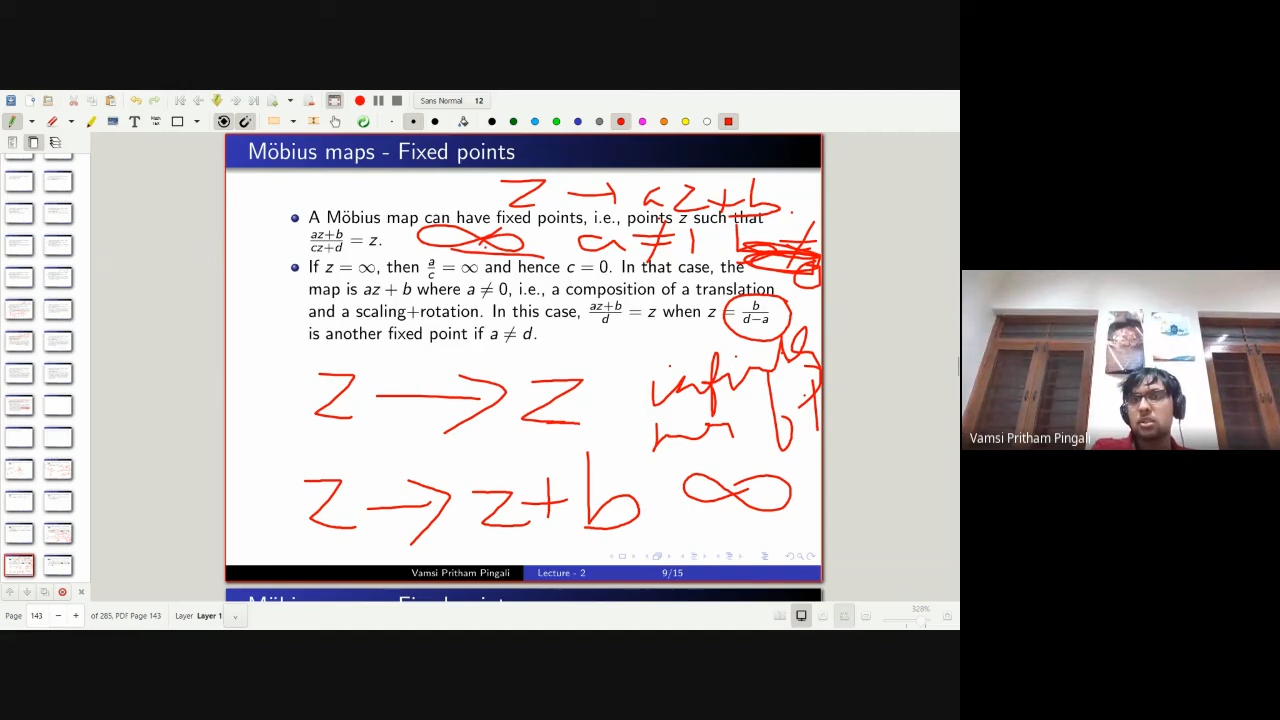 Sans Normal 12
Möbius maps - Fixed points
z → az+b.
A Möbius map can have fixed points, i.e., points z such that
az+b/cz+d = z.
∞ a ≠ 1 b ≠ 0
If z = ∞, then a/c = ∞ and hence c = 0. In that case, the
map is az + b where a ≠ 0, i.e., a composition of a translation
and a scaling+rotation. In this case, az+b/d = z when z = b/d−a
is another fixed point if a ≠ d.
z → z
z → z+b ∞
Vamsi Pritham Pingali Lecture - 2 9/15
Page 143 of 285, PDF Page 143 Layer Layer 1 328%
Vamsi Pritham Pingali